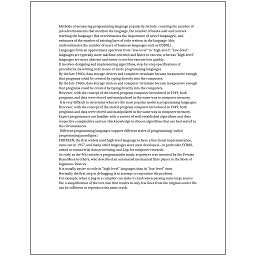 Methods of measuring programming language popularity include : counting the number of
job advertisements that mention the language, the number of books sold and courses
teaching the language ( this overestimates the importance of newer languages), and
estimates of the number of existing lines of code written in the language (this
underestimates the number of users of business languages such as COBOL).
Languages form an approximate spectrum from "low-level" to "high-level"; "low-level"
languages are typically more machine-oriented and faster to execute, whereas "high-level"
languages are more abstract and easier to use but execute less quickly.
It involves designing and implementing algorithms, step-by-step specifications of
procedures, by writing code in one or more programming languages.
By the late 1960s, data storage devices and computer terminals became inexpensive enough
that programs could be created by typing directly into the computers.
By the late 1960s, data storage devices and computer terminals became inexpensive enough
that programs could be created by typing directly into the computers.
However, with the concept of the stored-program computer introduced in 1949, both
programs and data were stored and manipulated in the same way in computer memory.
It is very difficult to determine what are the most popular modern programming languages.
However, with the concept of the stored-program computer introduced in 1949, both
programs and data were stored and manipulated in the same way in computer memory.
Expert programmers are familiar with a variety of well-established algorithms and their
respective complexities and use this knowledge to choose algorithms that are best suited to
the circumstances.
Different programming languages support different styles of programming (called
programming paradigms).
FORTRAN, the first widely used high-level language to have a functional implementation,
came out in 1957, and many other languages were soon developed—in particular, COBOL
aimed at commercial data processing, and Lisp for computer research.
As early as the 9th century, a programmable music sequencer was invented by the Persian
Banu Musa brothers, who described an automated mechanical flute player in the Book of
Ingenious Devices.
It is usually easier to code in "high-level" languages than in "low-level" ones.
Normally the first step in debugging is to attempt to reproduce the problem.
For example, when a bug in a compiler can make it crash when parsing some large source
file, a simplification of the test case that results in only few lines from the original source file
can be sufficient to reproduce the same crash.